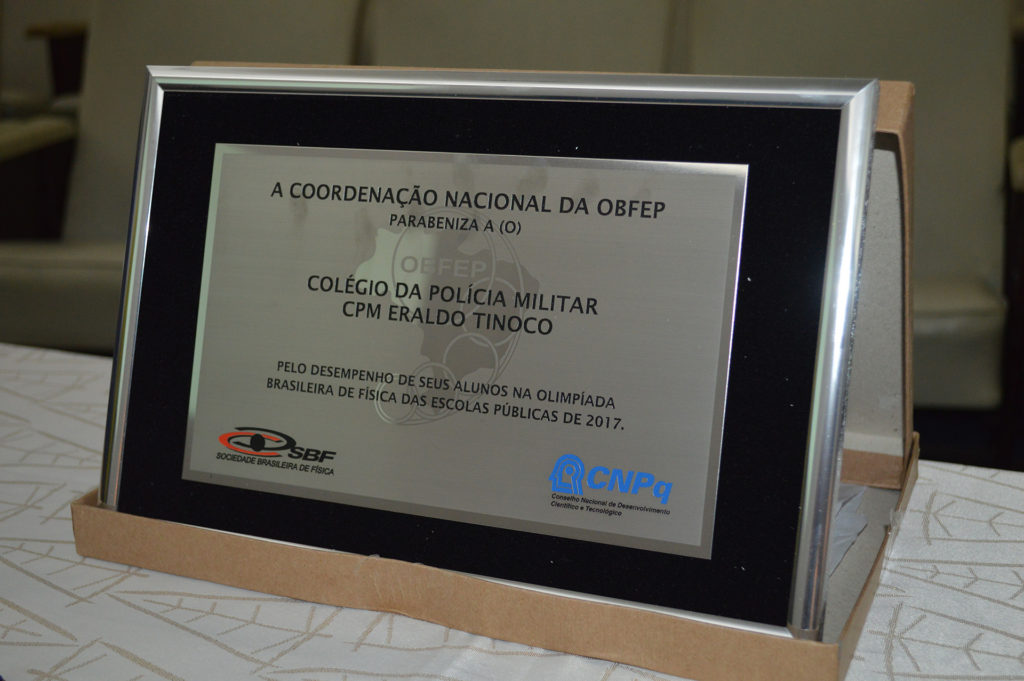 A COORDENAÇÃO NACIONAL DA OBFEP
PARABENIZA A (O)
OBFEP
COLÉGIO DA POLÍCIA MILITAR
CPM ERALDO TINOCO
PELO DESEMPENHO DE SEUS ALUNOS NA OLIMPÍADA
BRASILEIRA DE FÍSICA DAS ESCOLAS PÚBLICAS DE 2017.
SBF
SOCIEDADE BRASILEIRA DE FÍSICA
CNPq
Conselho Nacional de Desenvolvimento
Científico e Tecnológico